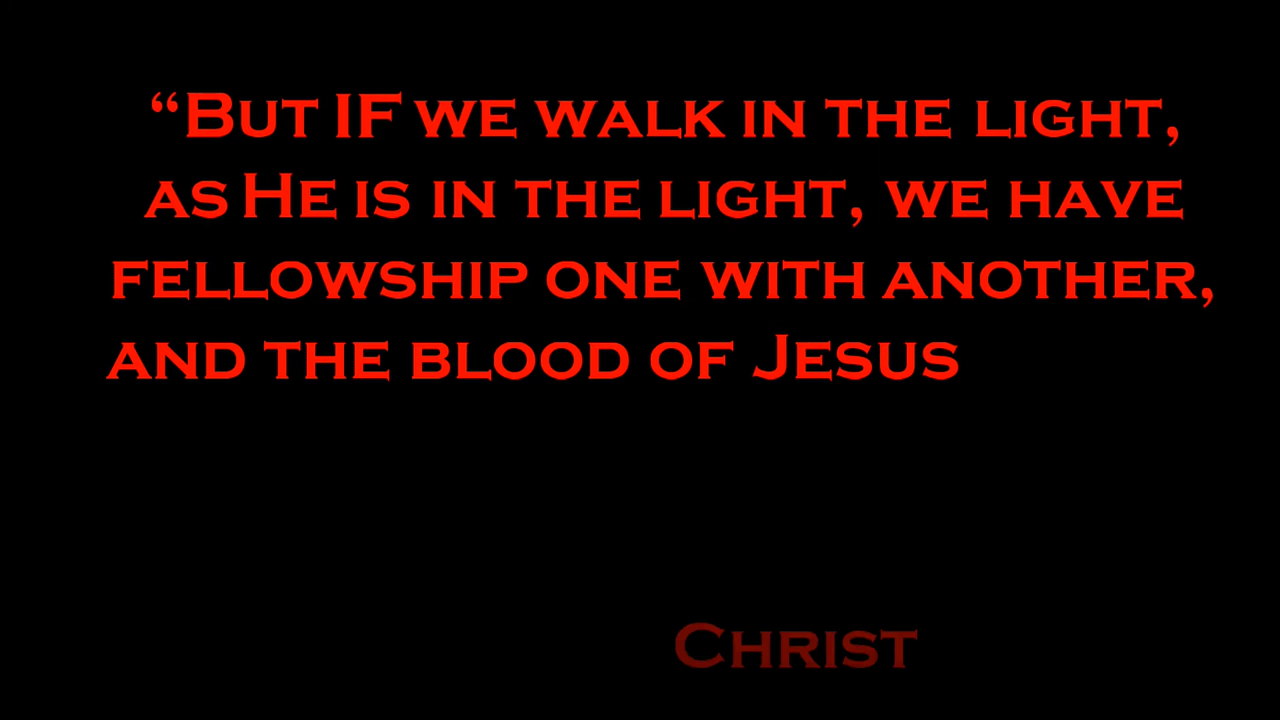 “But IF we walk in the light,
as He is in the light, we have
fellowship one with another,
and the blood of Jesus
Christ